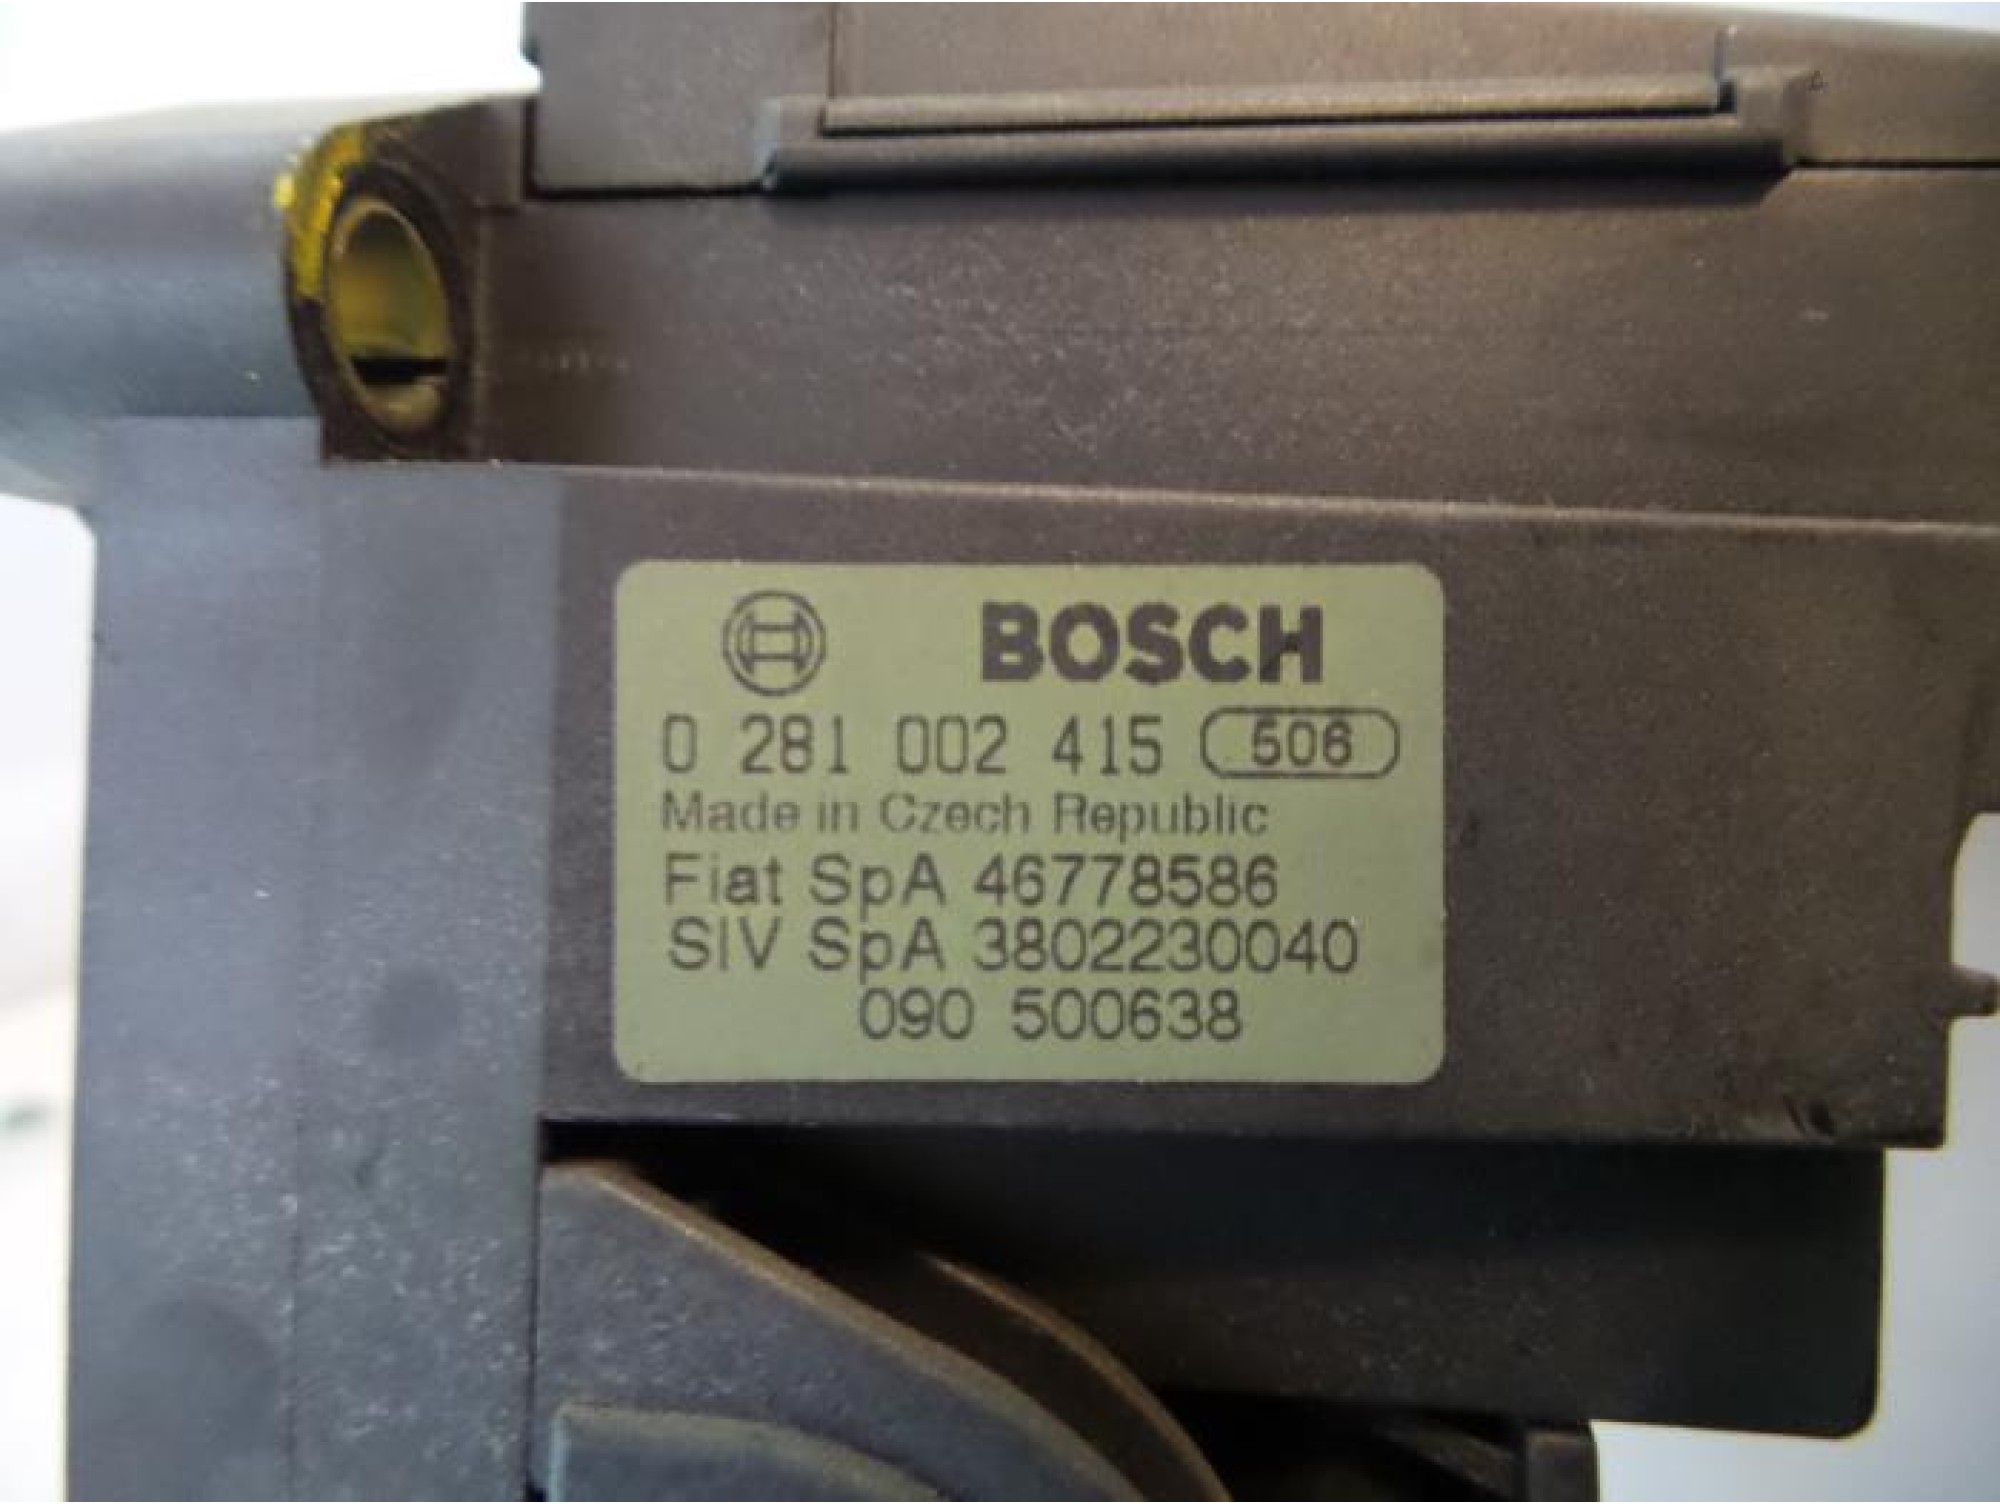 BOSCH
0 281 002 415 506
Made in Czech Republic
Fiat SpA 46778586
SIV SpA 3802230040
090 500638